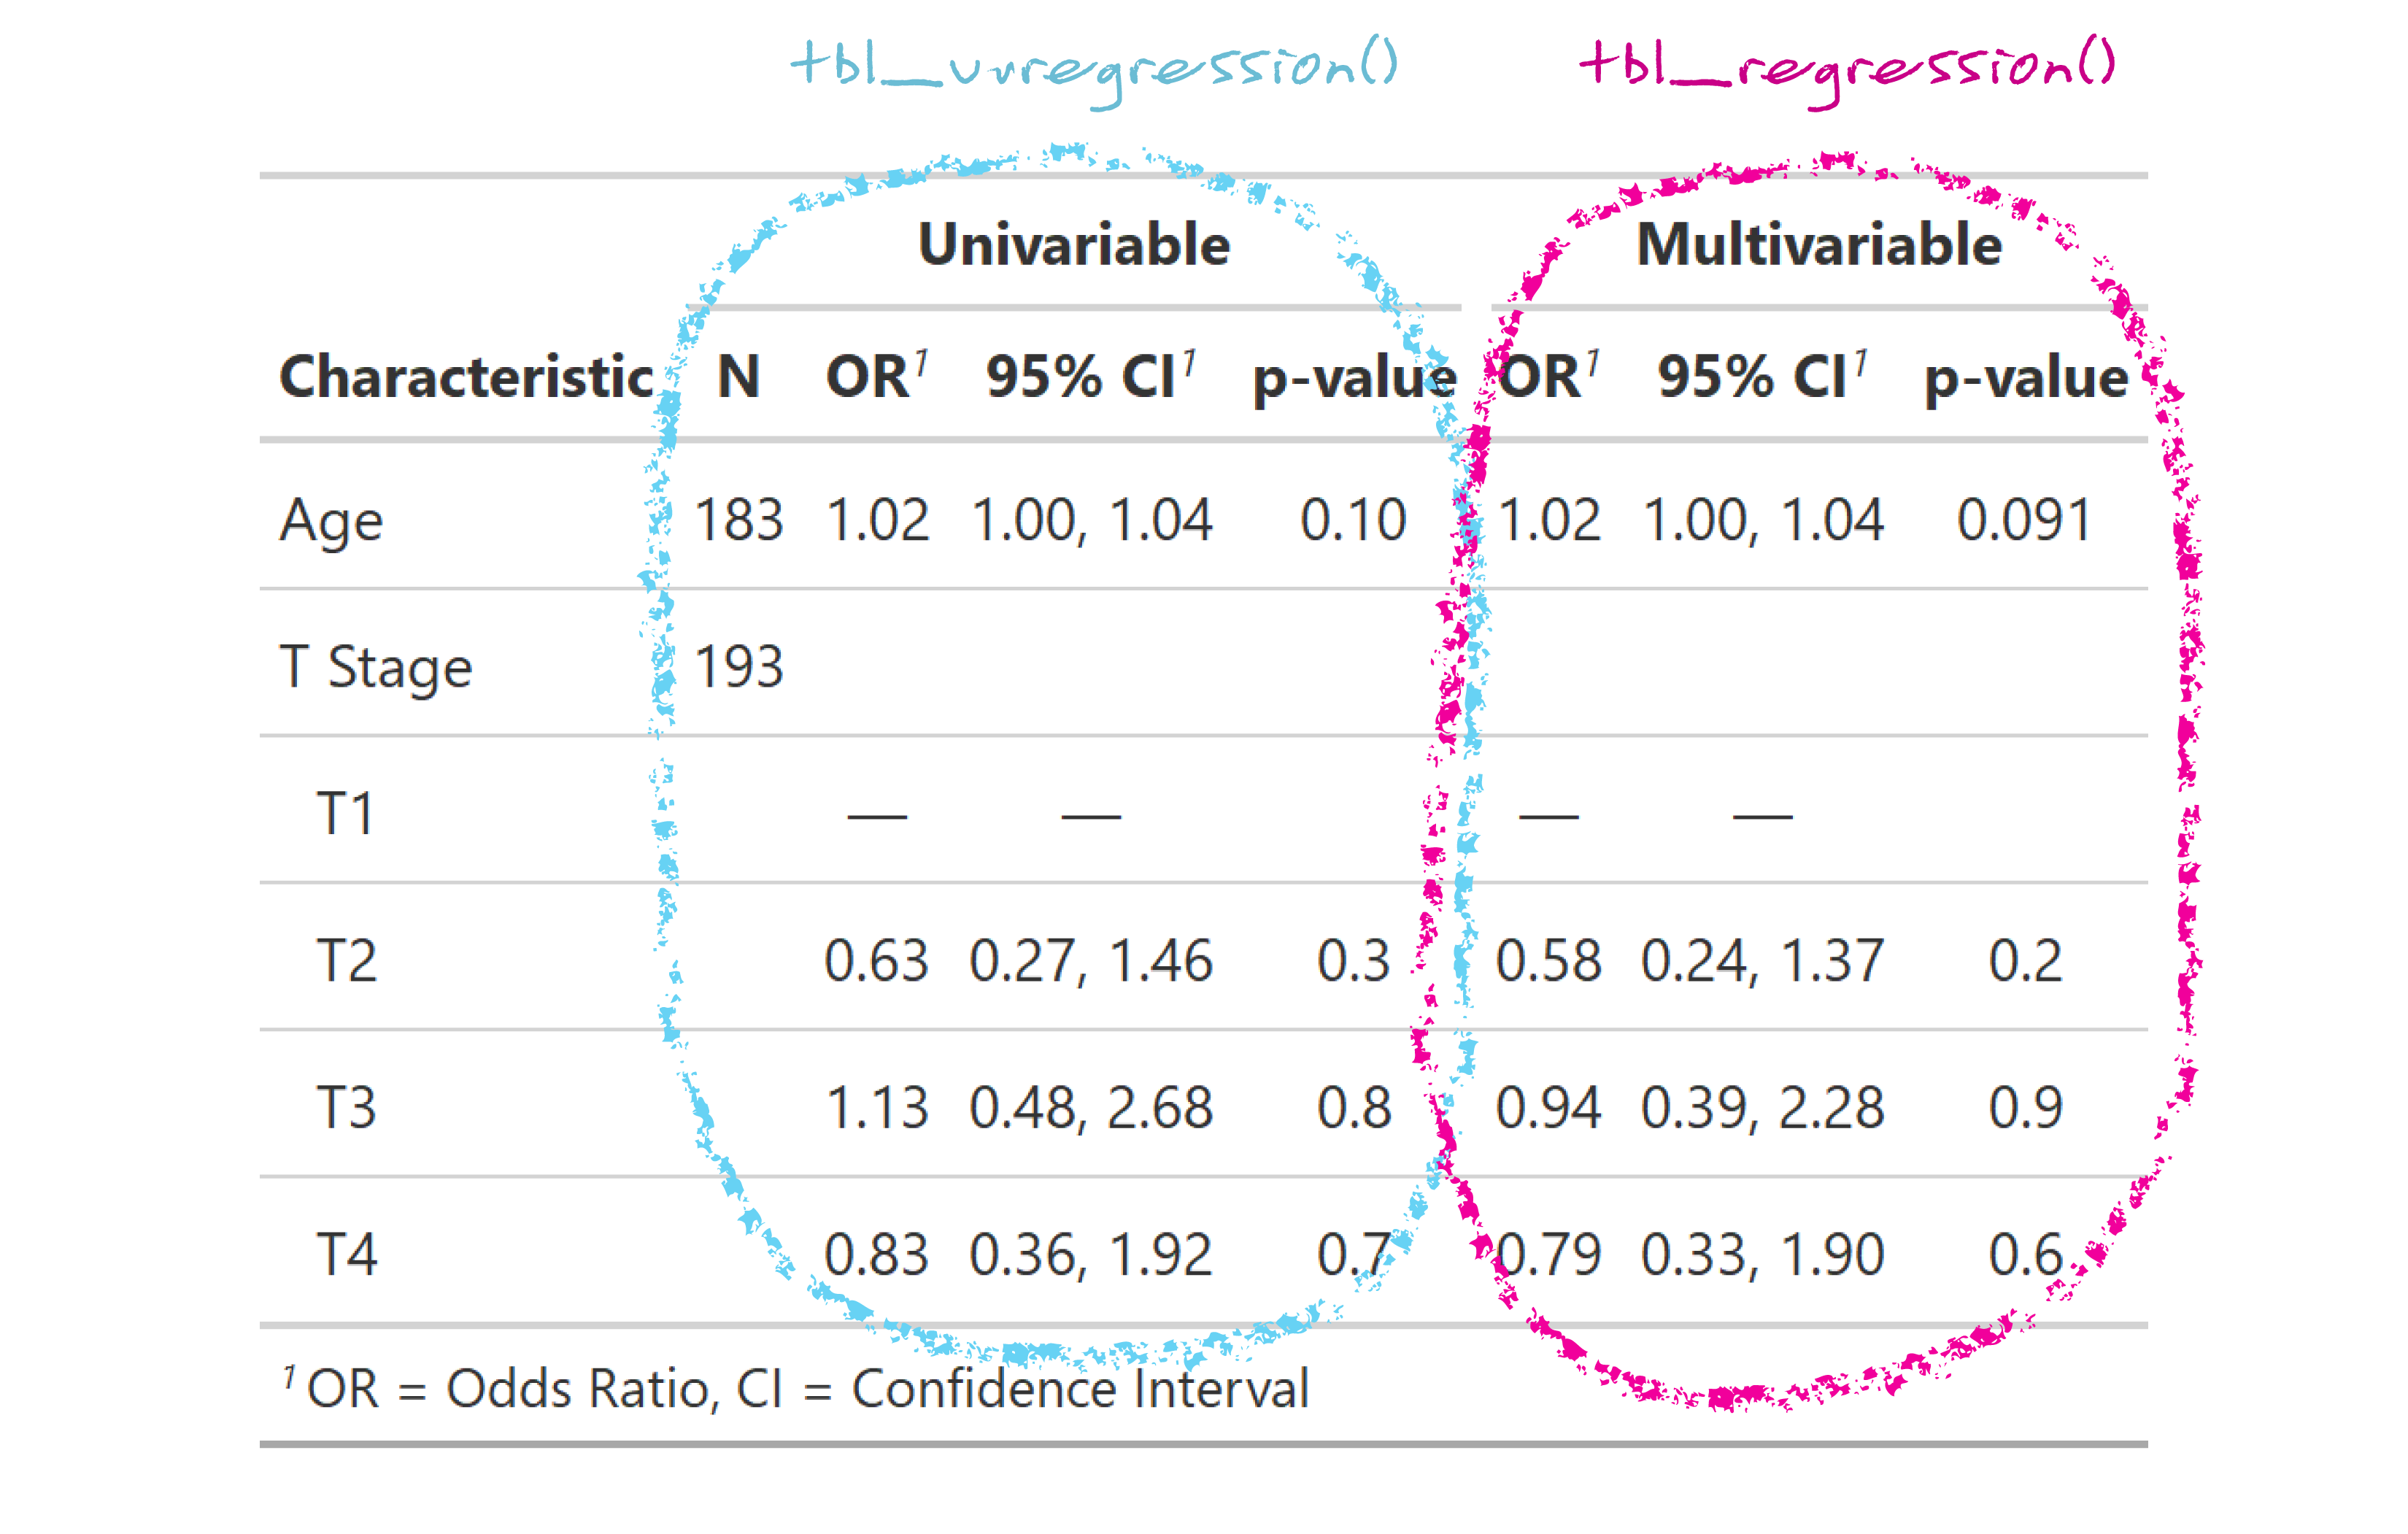 tbl_uvregression() tbl_regression()
Univariable Multivariable
Characteristic N OR¹ 95% CI¹ p-value OR¹ 95% CI¹ p-value
Age 183 1.02 1.00, 1.04 0.10 1.02 1.00, 1.04 0.091
T Stage 193
T1 — — — —
T2 0.63 0.27, 1.46 0.3 0.58 0.24, 1.37 0.2
T3 1.13 0.48, 2.68 0.8 0.94 0.39, 2.28 0.9
T4 0.83 0.36, 1.92 0.7 0.79 0.33, 1.90 0.6
¹ OR = Odds Ratio, CI = Confidence Interval